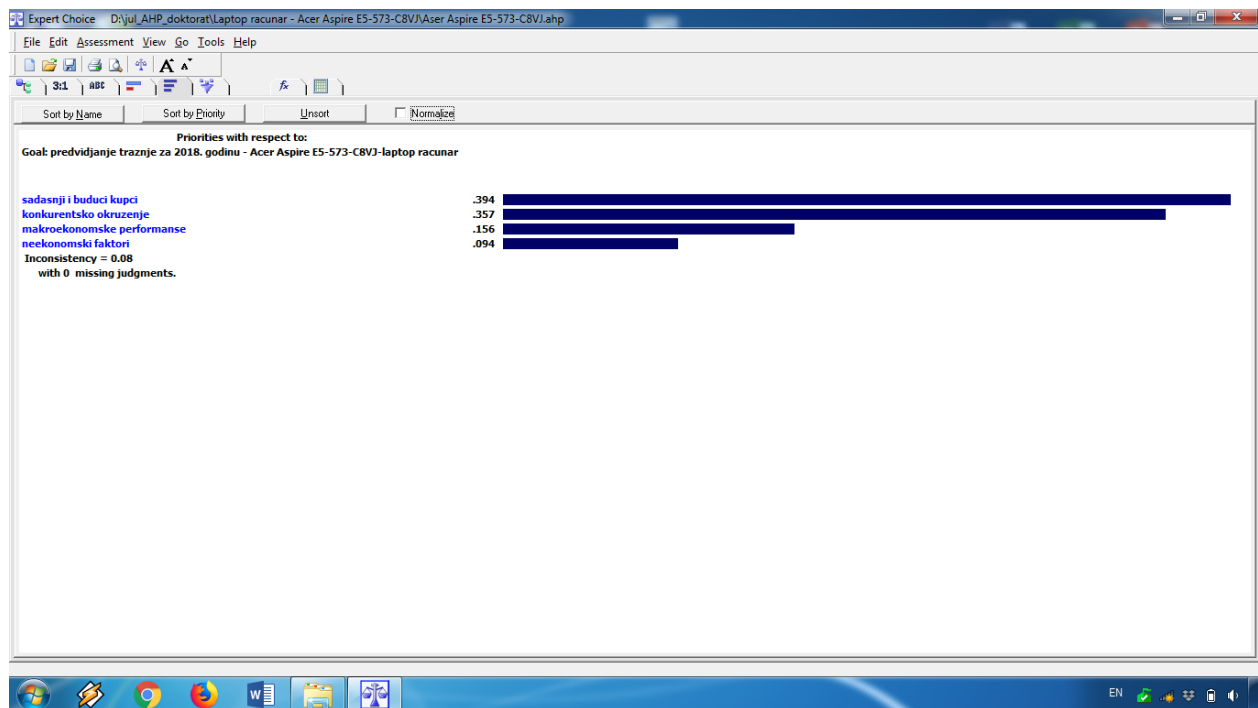 Expert Choice D:\jul_AHP_doktorat\Laptop racunar - Acer Aspire E5-573-C8VJ\Aser Aspire E5-573-C8VJ.ahp
File Edit Assessment View Go Tools Help
A A
3:1 ABC fx
Sort by Name Sort by Priority Unsort Normalize
Priorities with respect to:
Goal: predvidjanje traznje za 2018. godinu - Acer Aspire E5-573-C8VJ-laptop racunar
sadasnji i buduci kupci .394
konkurentsko okruzenje .357
makroekonomske performanse .156
neekonomski faktori .094
Inconsistency = 0.08
with 0 missing judgments.
W EN